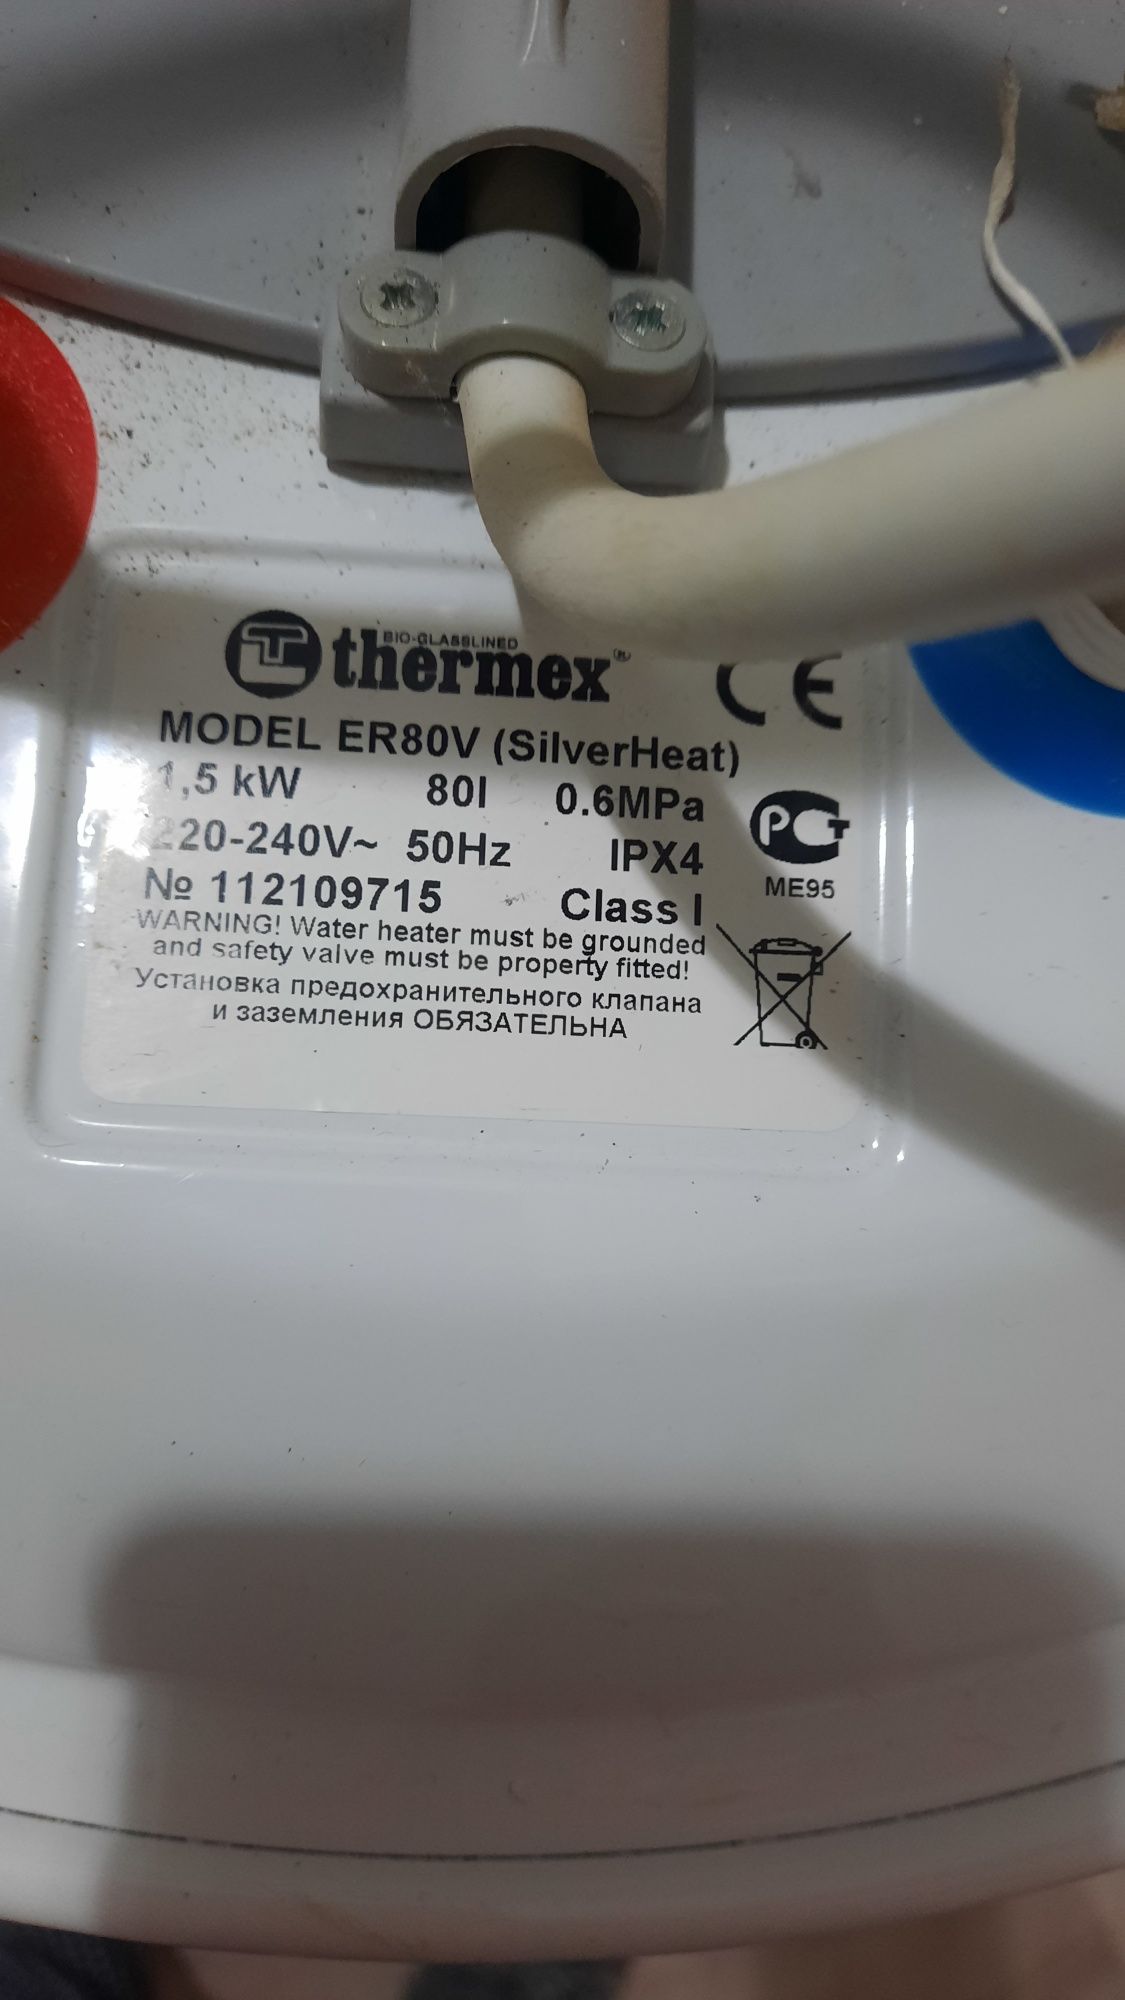 BIO-GLASSLINED
thermex®
CE
MODEL ER80V (SilverHeat)
1,5 kW 80l 0.6MPa
220-240V~ 50Hz IPX4
№ 112109715 Class I
РСТ
ME95
WARNING! Water heater must be grounded
and safety valve must be property fitted!
Установка предохранительного клапана
и заземления ОБЯЗАТЕЛЬНА